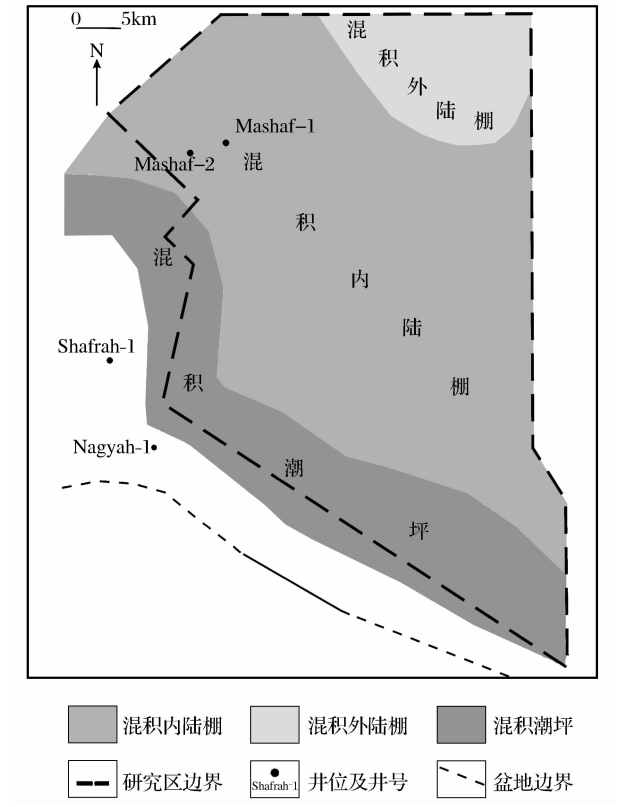 0 5km
N
混积外陆棚
Mashaf-1
Mashaf-2
混积内陆棚
混积潮坪
Shafrah-1
Nagyah-1
混积内陆棚
混积外陆棚
混积潮坪
研究区边界
Shafrah-1
井位及井号
盆地边界